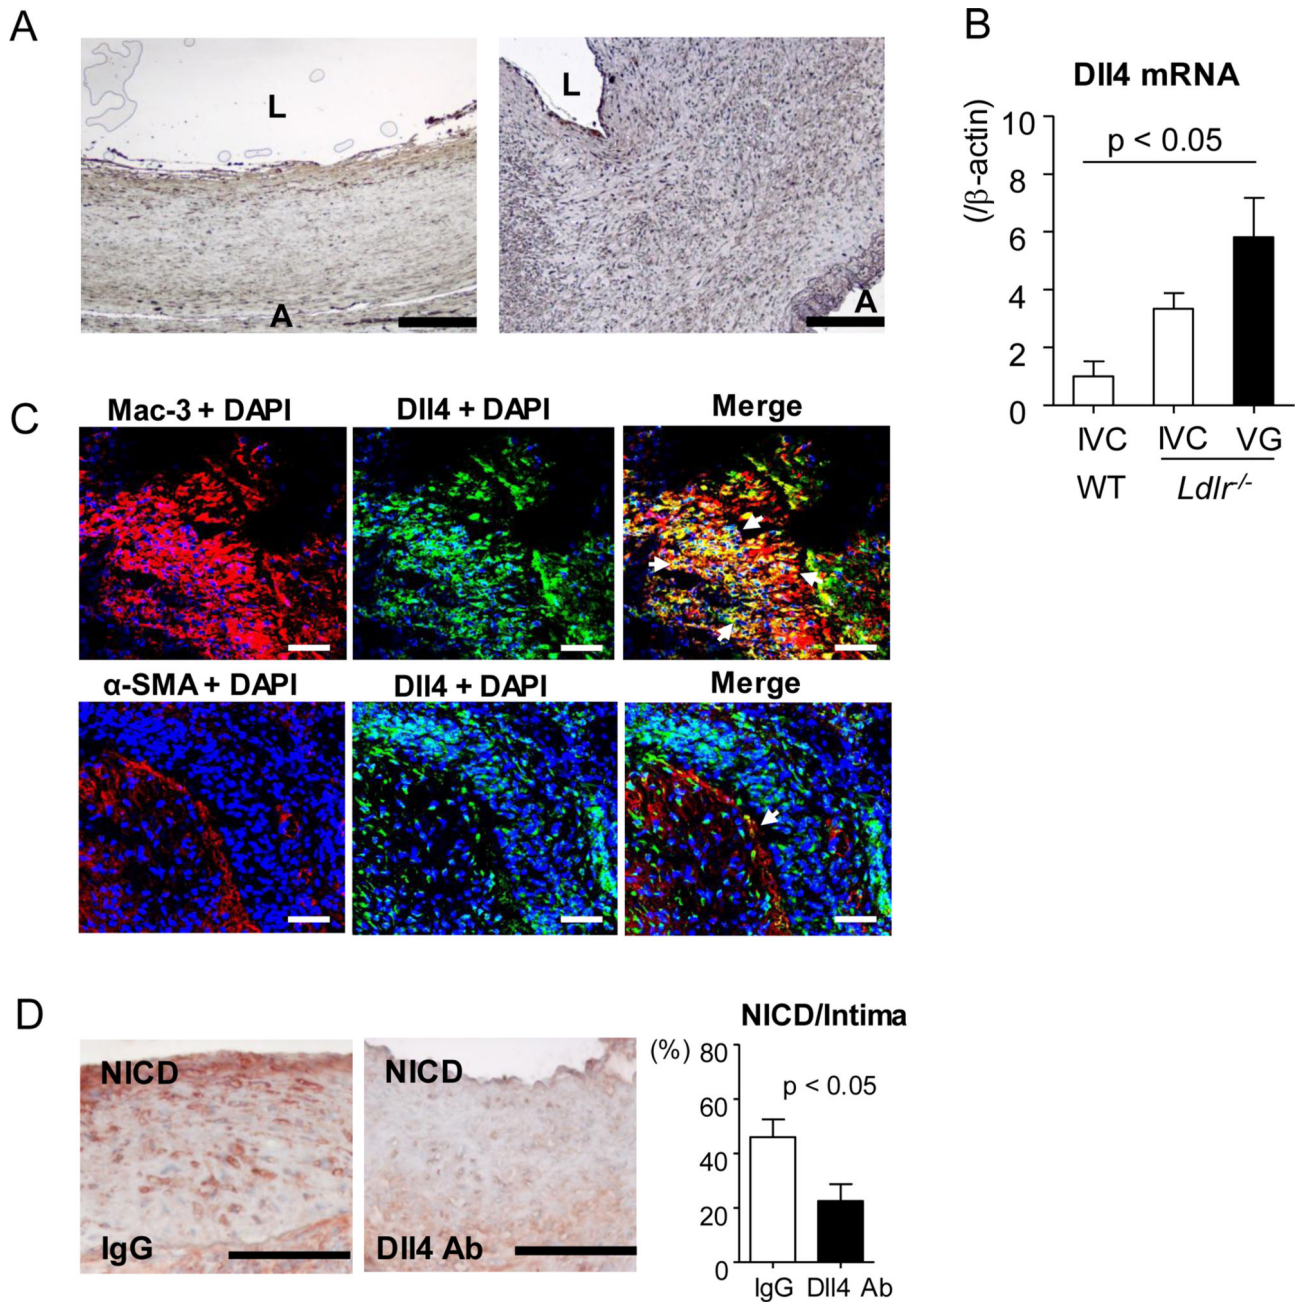 A
L
A
L
A
B
Dll4 mRNA
(/β-actin)
10
8
6
4
2
0
p < 0.05
IVC
IVC
VG
WT
Ldlr-/-
C
Mac-3 + DAPI
Dll4 + DAPI
Merge
α-SMA + DAPI
Dll4 + DAPI
Merge
D
NICD
IgG
NICD
Dll4 Ab
NICD/Intima
(%)
80
60
40
20
0
p < 0.05
IgG
Dll4 Ab